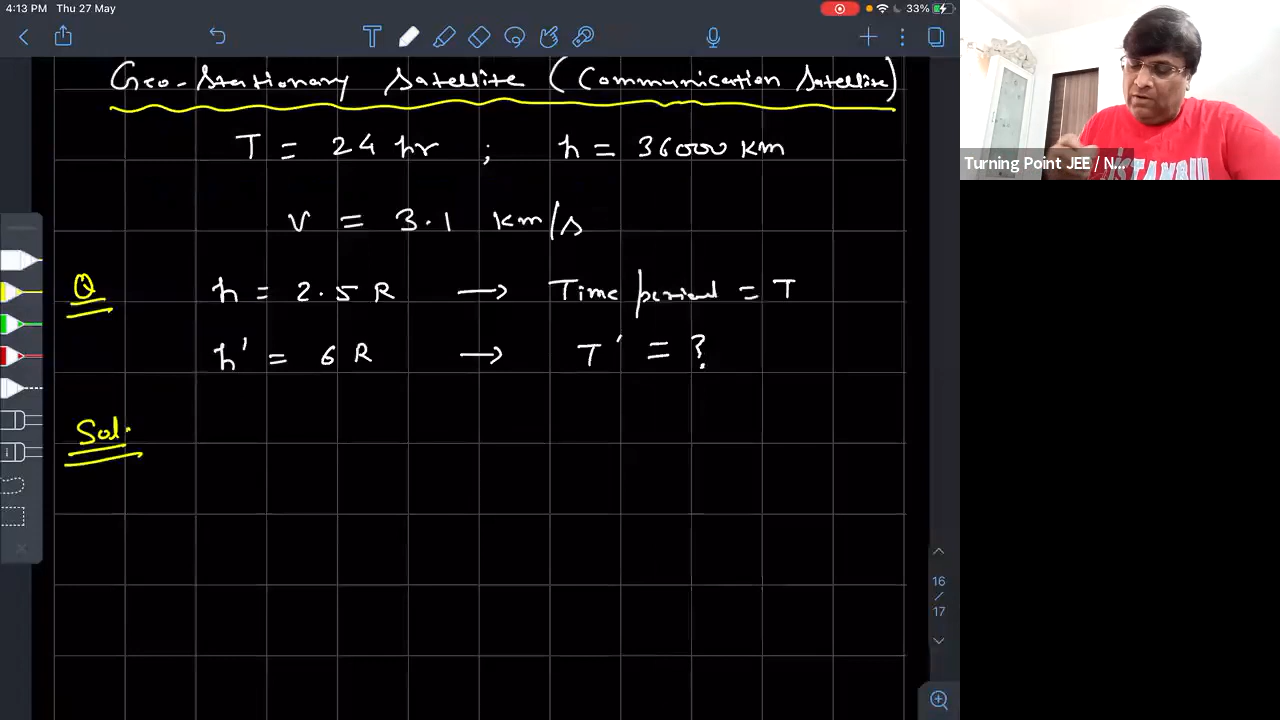 4:13 PM Thu 27 May
33%
Geo-Stationary Satellite (Communication Satellite)
T = 24 hr ; h = 36000 Km
v = 3.1 Km/s
Q h = 2.5 R → Time period = T
h' = 6 R → T' = ?
Sol.
16
/
17
Turning Point JEE / N...
ISTANBUL